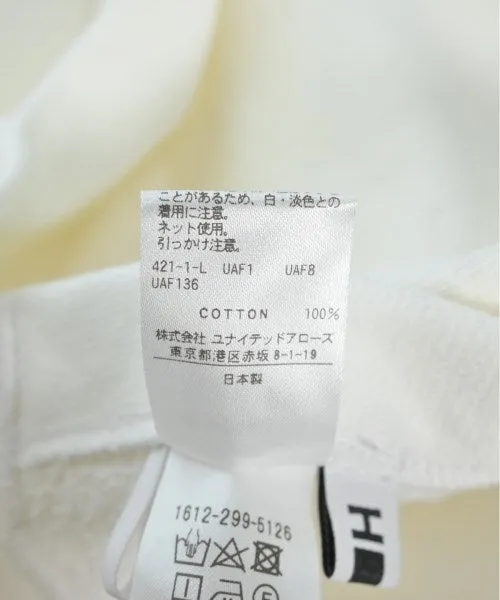 ことがあるため、白・淡色との
着用に注意。
ネット使用。
引っかけ注意。
421-1-L UAF1 UAF8
UAF136
COTTON 100%
株式会社 ユナイテッドアローズ
東京都港区赤坂 8-1-19
日本製
1612-299-5126
H